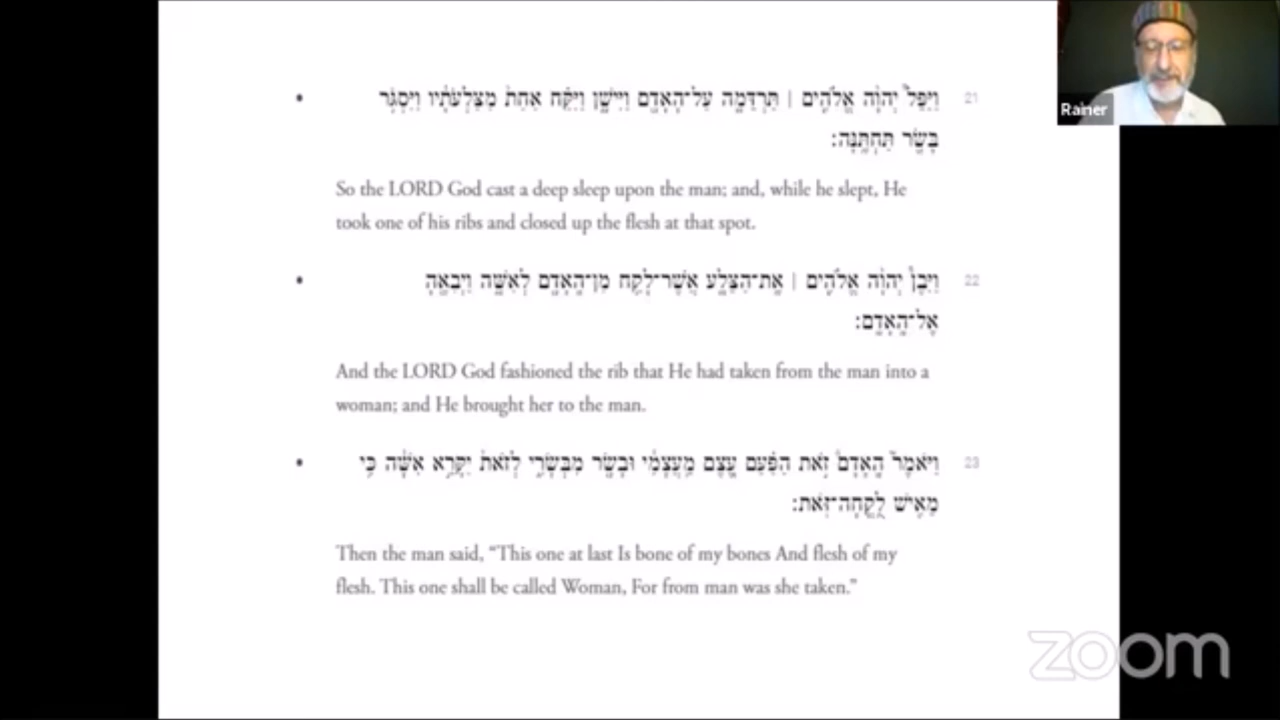 וַיַּפֵּל֩ יְהוָ֨ה אֱלֹהִ֧ים ׀ תַּרְדֵּמָ֛ה עַל־הָאָדָ֖ם וַיִּישָׁ֑ן וַיִּקַּ֗ח אַחַת֙ מִצַּלְעֹתָ֔יו וַיִּסְגֹּ֥ר 21
בָּשָׂ֖ר תַּחְתֶּֽנָּה׃
So the LORD God cast a deep sleep upon the man; and, while he slept, He
took one of his ribs and closed up the flesh at that spot.
וַיִּבֶן֩ יְהוָ֨ה אֱלֹהִ֧ים ׀ אֶֽת־הַצֵּלָ֛ע אֲשֶׁר־לָקַ֥ח מִן־הָֽאָדָ֖ם לְאִשָּׁ֑ה וַיְבִאֶ֖הָ 22
אֶל־הָֽאָדָֽם׃
And the LORD God fashioned the rib that He had taken from the man into a
woman; and He brought her to the man.
וַיֹּאמֶר֮ הָֽאָדָם֒ זֹ֣את הַפַּ֗עַם עֶ֚צֶם מֵֽעֲצָמַ֔י וּבָשָׂ֖ר מִבְּשָׂרִ֑י לְזֹאת֙ יִקָּרֵ֣א אִשָּׁ֔ה כִּ֥י 23
מֵאִ֖ישׁ לֻֽקֳחָה־זֹּֽאת׃
Then the man said, “This one at last Is bone of my bones And flesh of my
flesh. This one shall be called Woman, For from man was she taken.”
Rainer
zoom